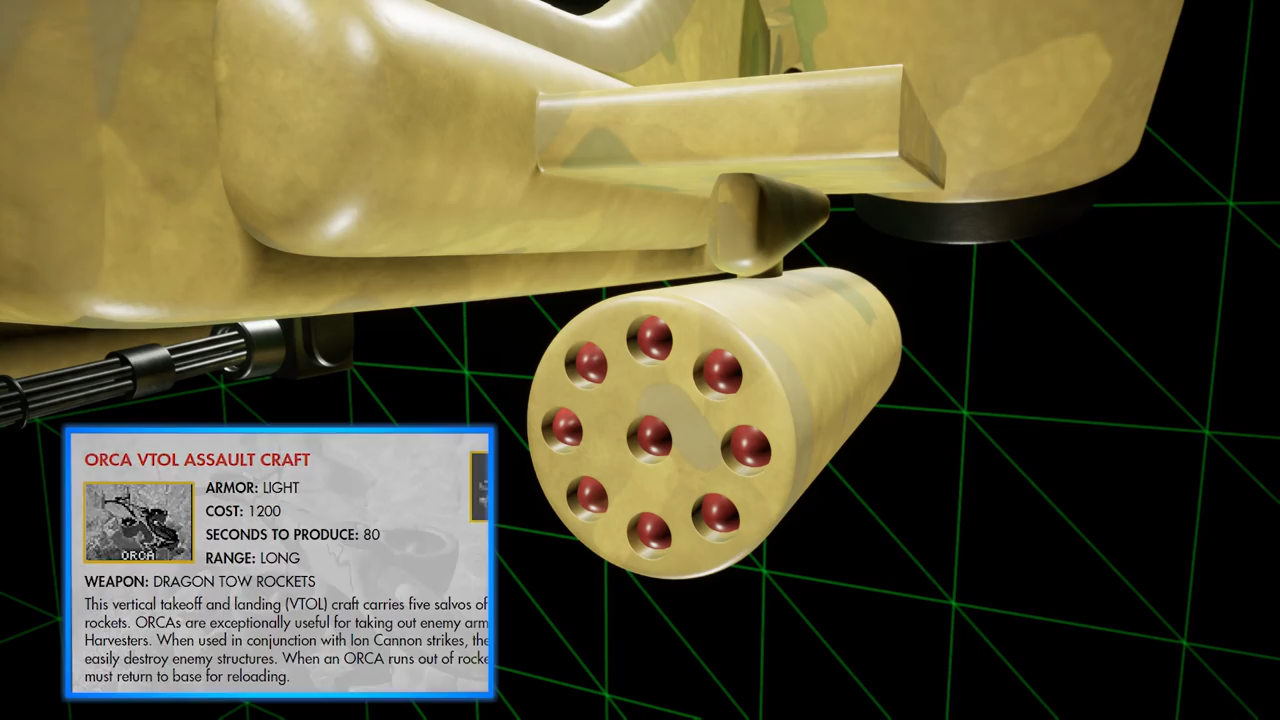 ORCA VTOL ASSAULT CRAFT
ARMOR: LIGHT
COST: 1200
SECONDS TO PRODUCE: 80
RANGE: LONG
ORCA
WEAPON: DRAGON TOW ROCKETS
This vertical takeoff and landing (VTOL) craft carries five salvos of
rockets. ORCAs are exceptionally useful for taking out enemy arm
Harvesters. When used in conjunction with Ion Cannon strikes, the
easily destroy enemy structures. When an ORCA runs out of rocke
must return to base for reloading.